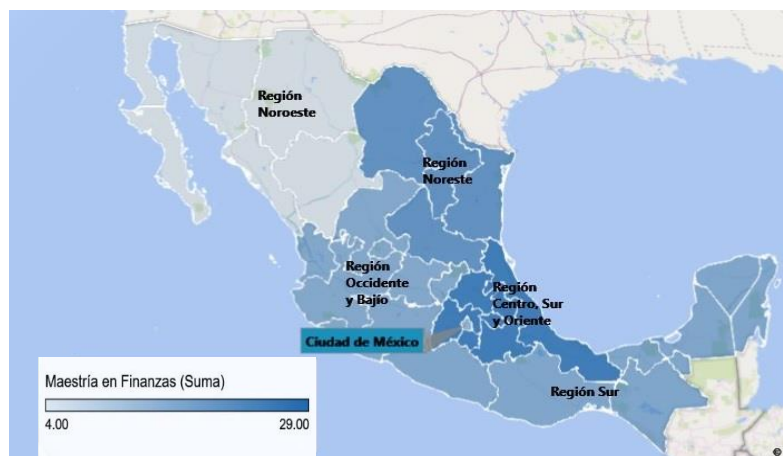 Región
Noroeste
Región
Noreste
Región
Occidente
y Bajío
Región
Centro, Sur
y Oriente
Ciudad de México
Región Sur
Maestría en Finanzas (Suma)
4.00
29.00